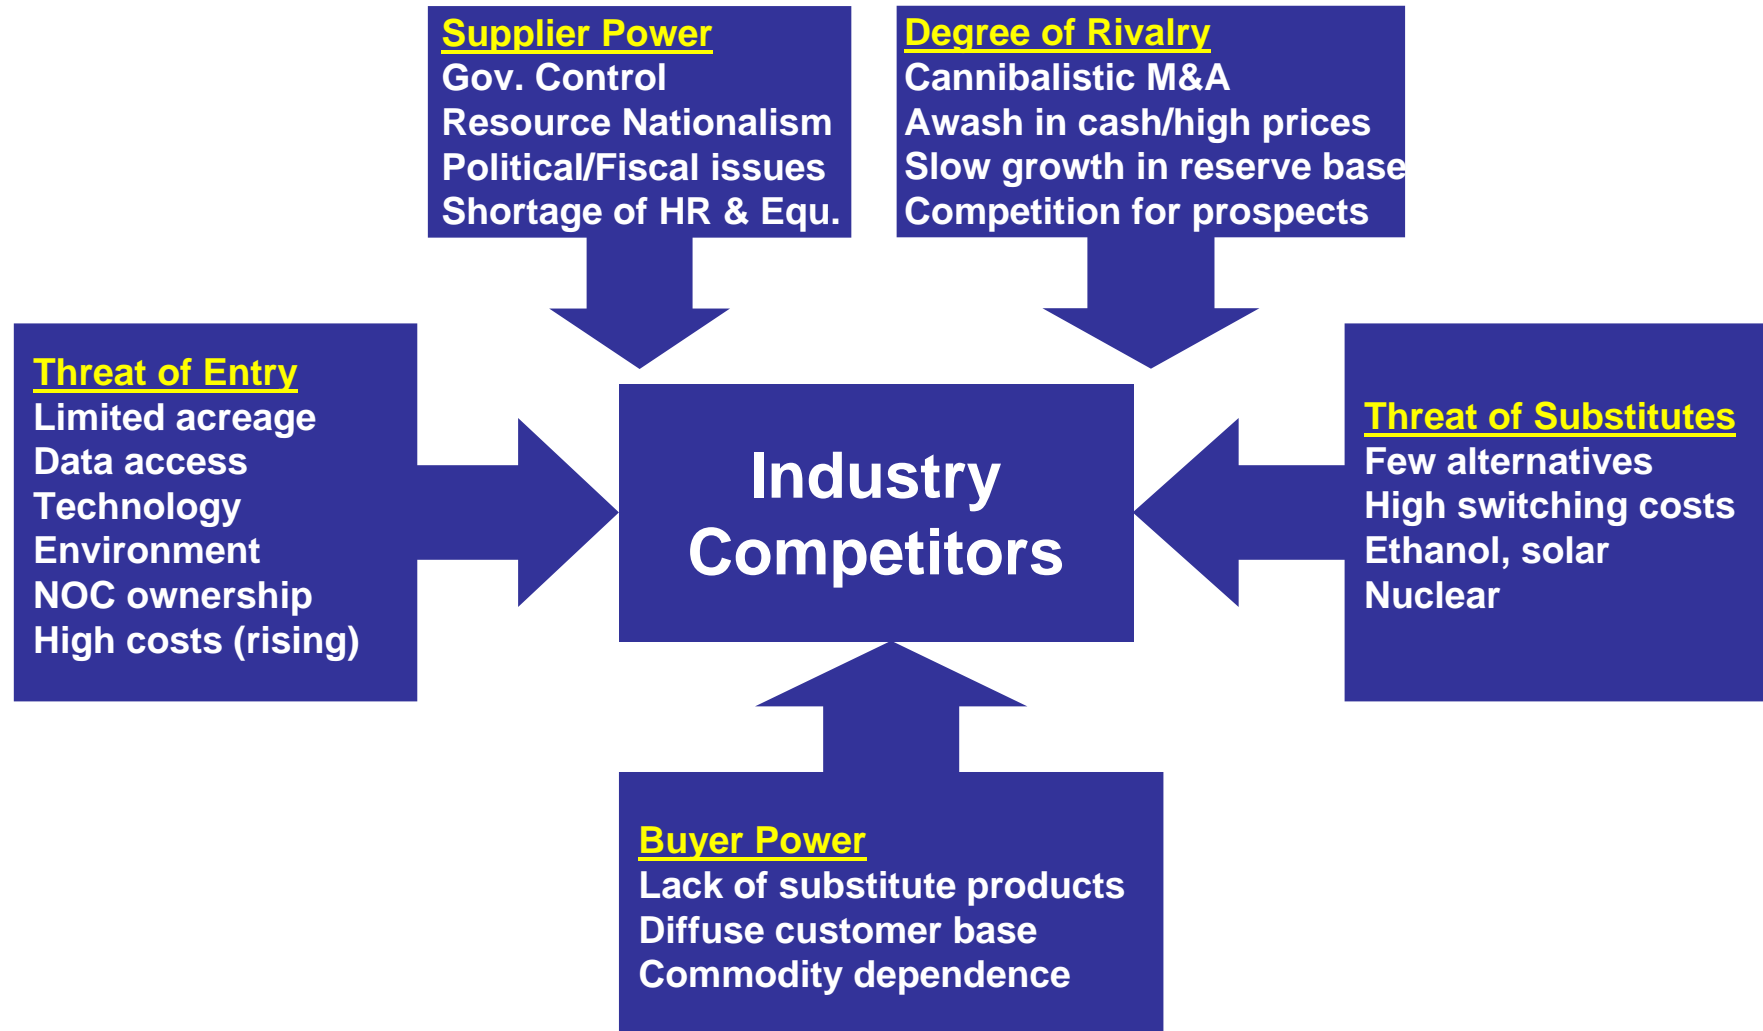 Supplier Power
Gov. Control
Resource Nationalism
Political/Fiscal issues
Shortage of HR & Equ.
Degree of Rivalry
Cannibalistic M&A
Awash in cash/high prices
Slow growth in reserve base
Competition for prospects
Threat of Entry
Limited acreage
Data access
Technology
Environment
NOC ownership
High costs (rising)
Industry
Competitors
Threat of Substitutes
Few alternatives
High switching costs
Ethanol, solar
Nuclear
Buyer Power
Lack of substitute products
Diffuse customer base
Commodity dependence